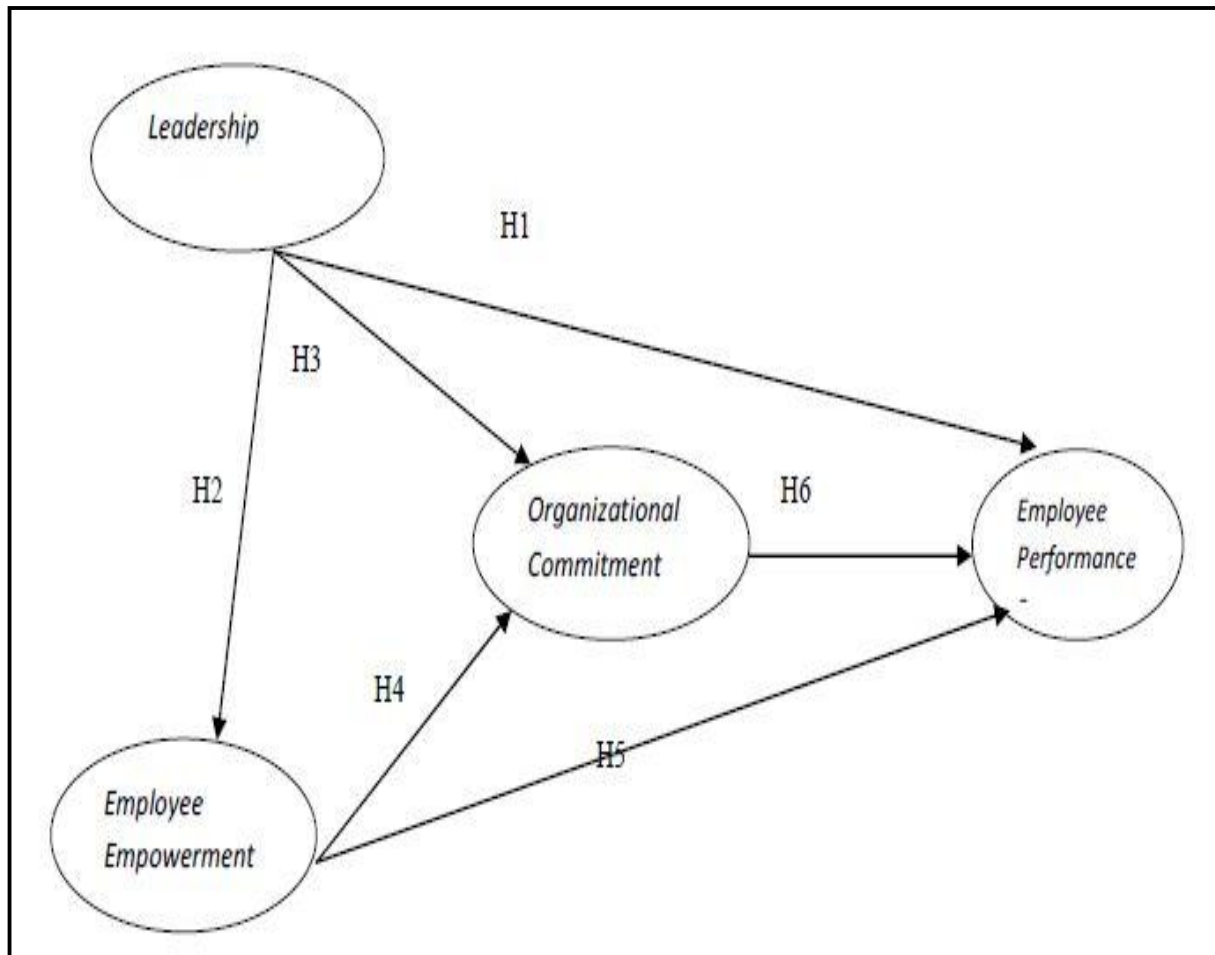 Leadership
H1
H3
H2
Organizational
Commitment
H6
Employee
Performance
-
H4
H5
Employee
Empowerment